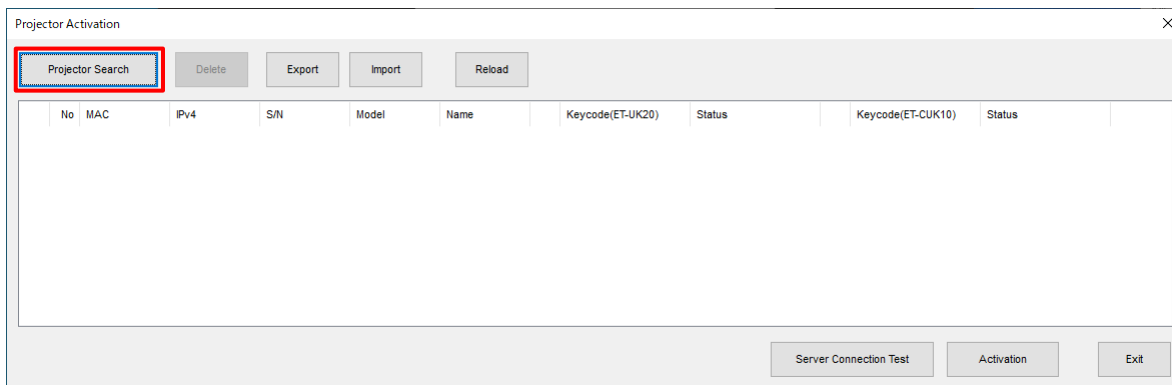 Projector Activation
Projector Search Delete Export Import Reload
No MAC IPv4 S/N Model Name Keycode(ET-UK20) Status Keycode(ET-CUK10) Status
Server Connection Test Activation Exit